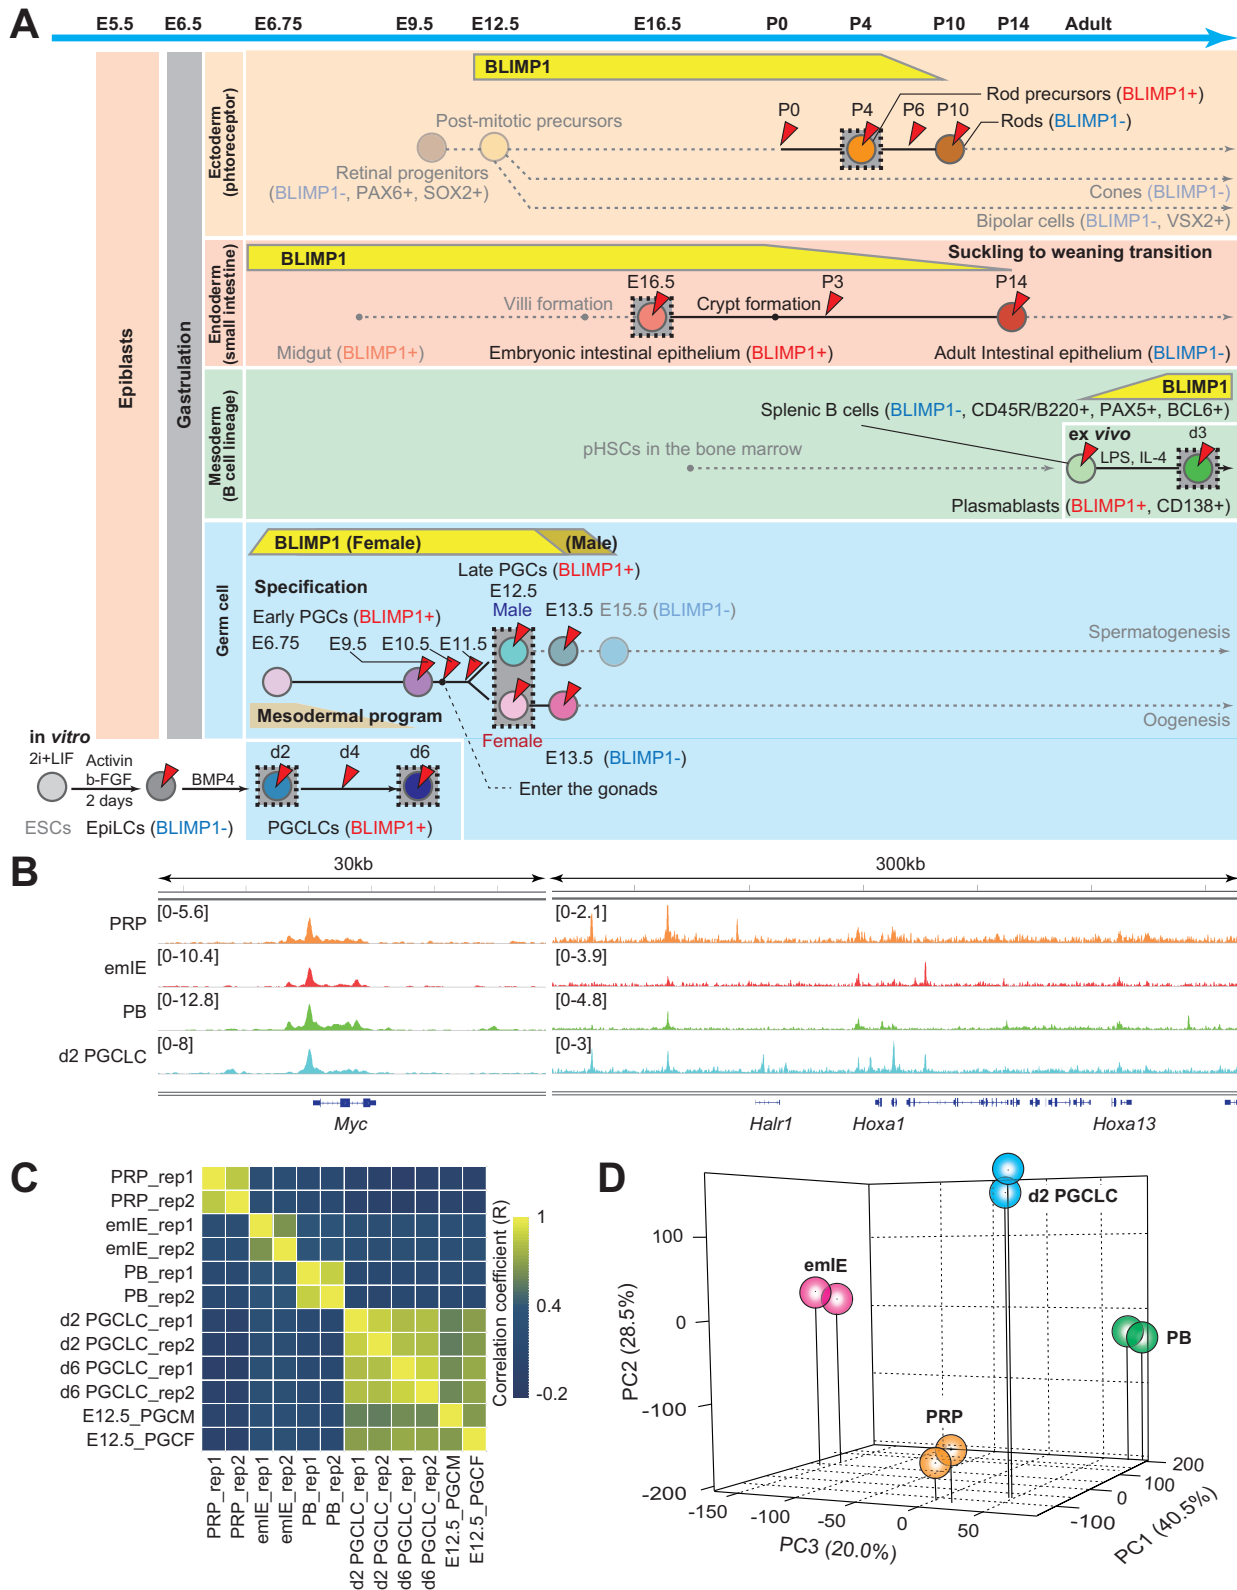 A
E5.5 E6.5 E6.75 E9.5 E12.5 E16.5 P0 P4 P10 P14 Adult
Epiblasts
Gastrulation
Ectoderm
(phtoreceptor)
BLIMP1
Rod precursors (BLIMP1+)
P0 P4 P6 P10
Rods (BLIMP1-)
Post-mitotic precursors
Retinal progenitors
(BLIMP1-, PAX6+, SOX2+)
Cones (BLIMP1-)
Bipolar cells (BLIMP1-, VSX2+)
Endoderm
(small intestine)
BLIMP1
Suckling to weaning transition
E16.5 P3 P14
Villi formation
Crypt formation
Midgut (BLIMP1+)
Embryonic intestinal epithelium (BLIMP1+)
Adult Intestinal epithelium (BLIMP1-)
Mesoderm
(B cell lineage)
BLIMP1
Splenic B cells (BLIMP1-, CD45R/B220+, PAX5+, BCL6+)
pHSCs in the bone marrow
ex vivo
d3
LPS, IL-4
Plasmablasts (BLIMP1+, CD138+)
Germ cell
BLIMP1 (Female)
(Male)
Late PGCs (BLIMP1+)
Specification
E12.5
Male
E13.5 E15.5 (BLIMP1-)
Early PGCs (BLIMP1+)
E6.75 E9.5 E10.5 E11.5
Spermatogenesis
Mesodermal program
Oogenesis
Female
E13.5 (BLIMP1-)
Enter the gonads
in vitro
2i+LIF
Activin
b-FGF
2 days
BMP4
d2 d4 d6
ESCs
EpiLCs (BLIMP1-)
PGCLCs (BLIMP1+)
B
30kb
300kb
PRP
[0-5.6]
[0-2.1]
emIE
[0-10.4]
[0-3.9]
PB
[0-12.8]
[0-4.8]
d2 PGCLC
[0-8]
[0-3]
Myc
Halr1
Hoxa1
Hoxa13
C
PRP_rep1
PRP_rep2
emIE_rep1
emIE_rep2
PB_rep1
PB_rep2
d2 PGCLC_rep1
d2 PGCLC_rep2
d6 PGCLC_rep1
d6 PGCLC_rep2
E12.5_PGCM
E12.5_PGCF
PRP_rep1
PRP_rep2
emIE_rep1
emIE_rep2
PB_rep1
PB_rep2
d2 PGCLC_rep1
d2 PGCLC_rep2
d6 PGCLC_rep1
d6 PGCLC_rep2
E12.5_PGCM
E12.5_PGCF
Correlation coefficient (R)
1
0.4
-0.2
D
d2 PGCLC
emIE
PB
PRP
PC2 (28.5%)
100
0
-100
-200
-150
-100
-50
0
50
PC3 (20.0%)
-100
0
100
200
PC1 (40.5%)